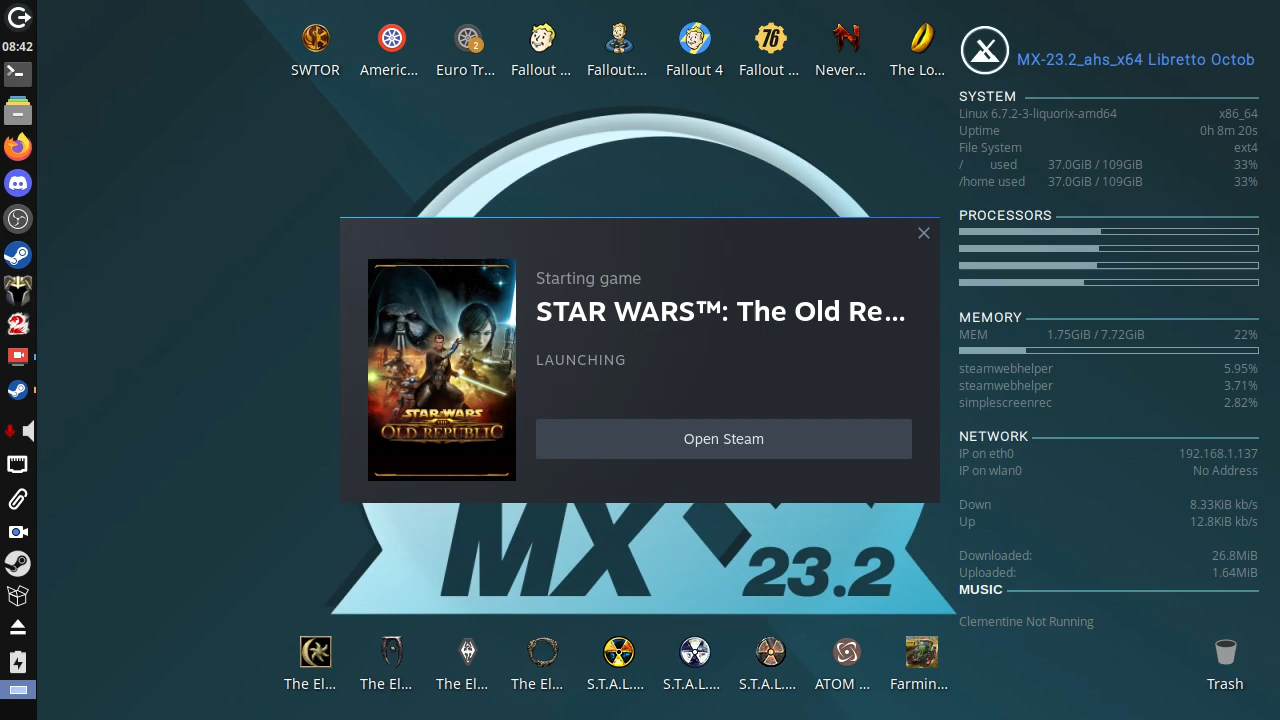 08:42
SWTOR
Americ...
Euro Tr...
2
Fallout ...
Fallout:...
Fallout 4
76
Fallout ...
Never...
The Lo...
MX-23.2_ahs_x64 Libretto Octob
SYSTEM
Linux 6.7.2-3-liquorix-amd64 x86_64
Uptime 0h 8m 20s
File System ext4
/ used 37.0GiB / 109GiB 33%
/home used 37.0GiB / 109GiB 33%
PROCESSORS
MEMORY
MEM 1.75GiB / 7.72GiB 22%
steamwebhelper 5.95%
steamwebhelper 3.71%
simplescreenrec 2.82%
NETWORK
IP on eth0 192.168.1.137
IP on wlan0 No Address
Down 8.33KiB kb/s
Up 12.8KiB kb/s
Downloaded: 26.8MiB
Uploaded: 1.64MiB
MUSIC
Clementine Not Running
Starting game
STAR WARS™: The Old Re...
LAUNCHING
Open Steam
STAR WARS
THE
OLD REPUBLIC
MX 23.2
The El...
The El...
The El...
The El...
S.T.A.L....
S.T.A.L....
S.T.A.L....
ATOM ...
Farmin...
Trash